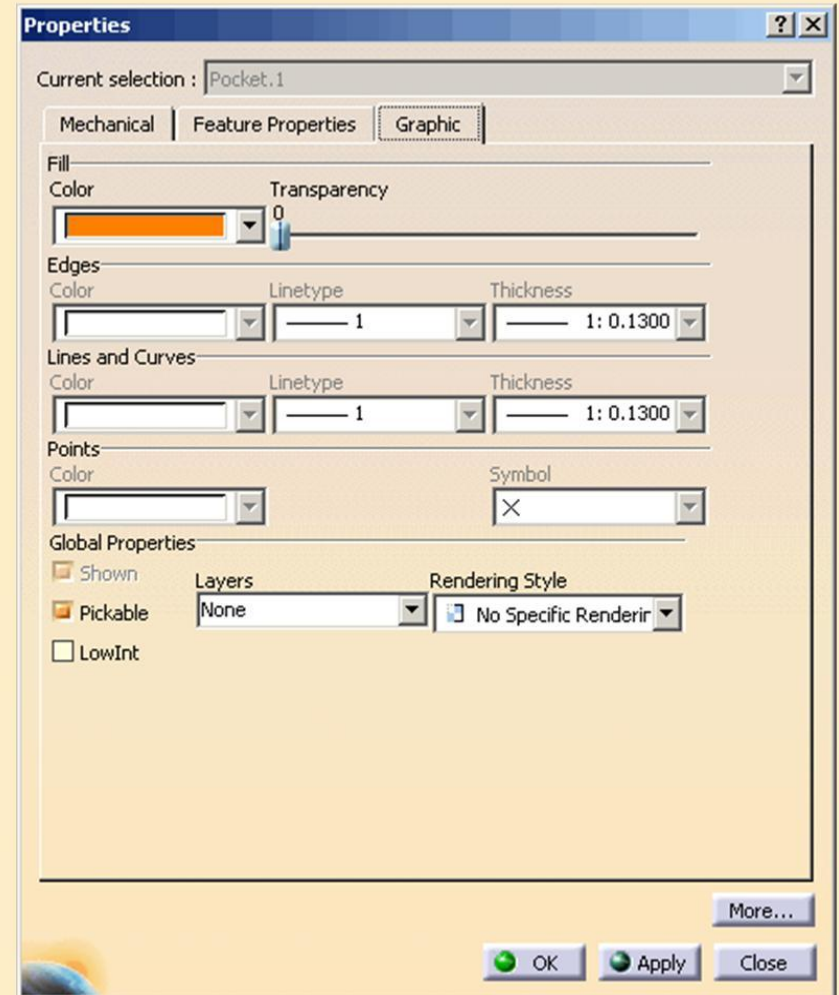 Properties
Current selection : Pocket.1
Mechanical Feature Properties Graphic
Fill
Color Transparency
0
Edges
Color Linetype Thickness
1 1: 0.1300
Lines and Curves
Color Linetype Thickness
1 1: 0.1300
Points
Color Symbol
Global Properties
Shown
Layers Rendering Style
Pickable None No Specific Renderir
LowInt
More...
OK Apply Close